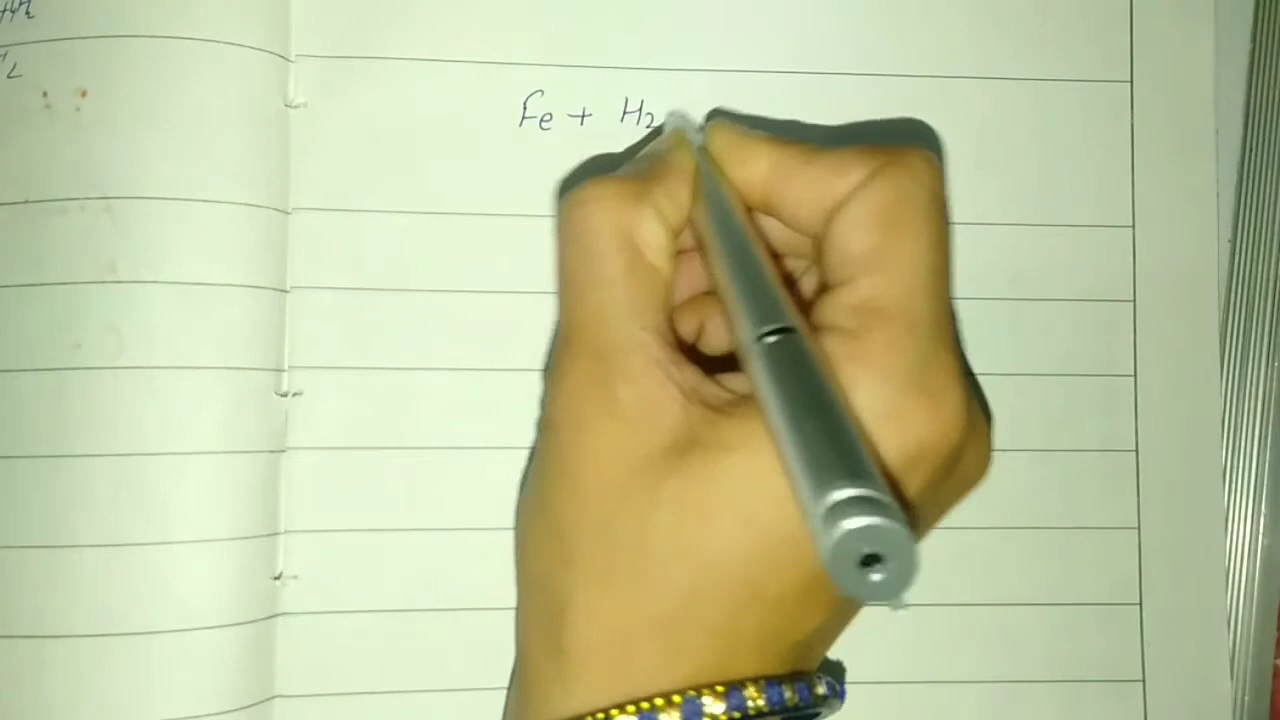 Fe + H₂